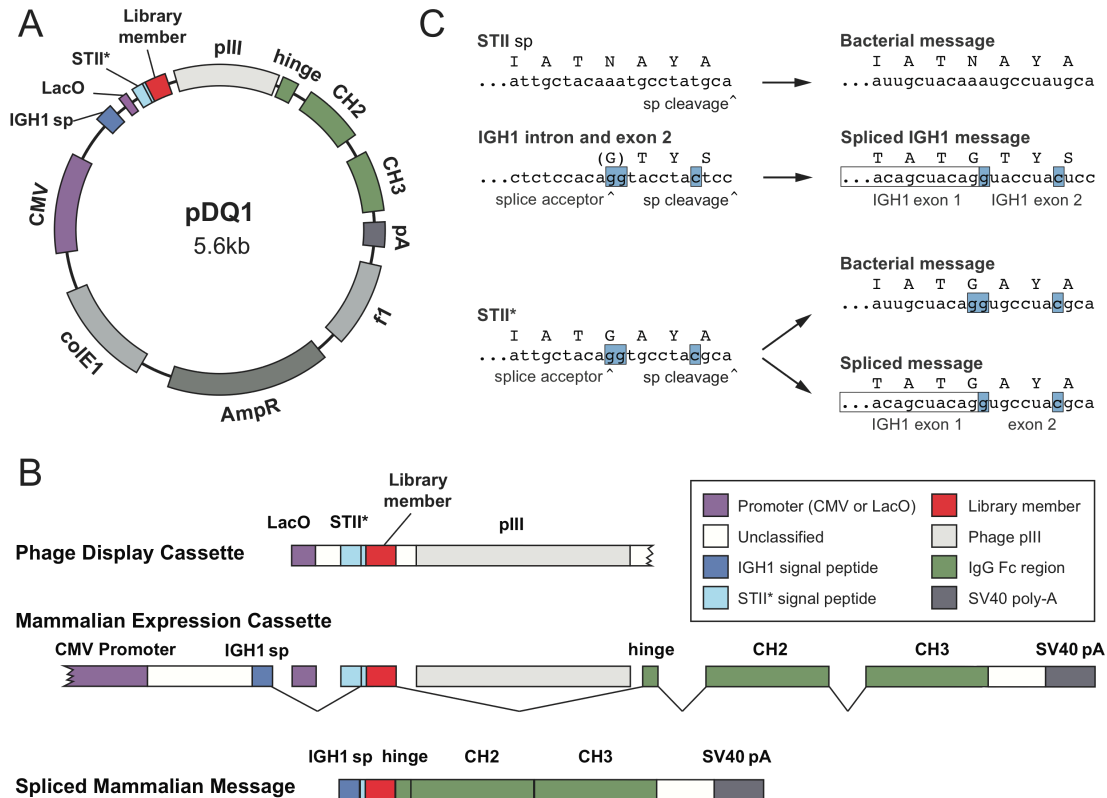 A
Library
member
STII*
pIII
hinge
LacO
CH2
IGH1 sp
CH3
CMV
pDQ1
5.6kb
pA
f1
colE1
AmpR
C
STII sp
I A T N A Y A
...attgctacaaatgcctatgca
sp cleavage^
Bacterial message
I A T N A Y A
...auugcuacaaaugccuaugca
IGH1 intron and exon 2
(G) T Y S
...ctctccacaggtacctactcc
splice acceptor ^ sp cleavage ^
Spliced IGH1 message
T A T G T Y S
...acagcuacagguaccuacucc
IGH1 exon 1 IGH1 exon 2
Bacterial message
I A T G A Y A
...auugcuacaggugccuacgca
STII*
I A T G A Y A
...attgctacaggtgcctacgca
splice acceptor ^ sp cleavage^
Spliced message
T A T G A Y A
...acagcuacaggugccuacgca
IGH1 exon 1 exon 2
B
Library
member
LacO STII* pIII
Phage Display Cassette
Promoter (CMV or LacO)
Unclassified
IGH1 signal peptide
STII* signal peptide
Library member
Phage pIII
IgG Fc region
SV40 poly-A
Mammalian Expression Cassette
CMV Promoter IGH1 sp hinge CH2 CH3 SV40 pA
IGH1 sp hinge CH2 CH3 SV40 pA
Spliced Mammalian Message